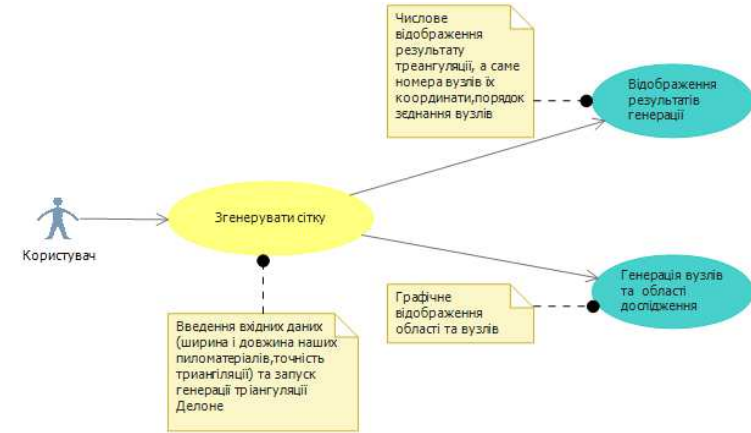 Числове
відображення
результату
треангуляції, а саме
номера вузлів їх
координати,порядок
зєднання вузлів
Відображення
результатів
генерації
Згенерувати сітку
Користувач
Генерація вузлів
та області
дослідження
Графічне
відображення
області та вузлів
Введення вхідних даних
(ширина і довжина наших
пиломатеріалів,точність
триангіляції) та запуск
генерації тріангуляції
Делоне